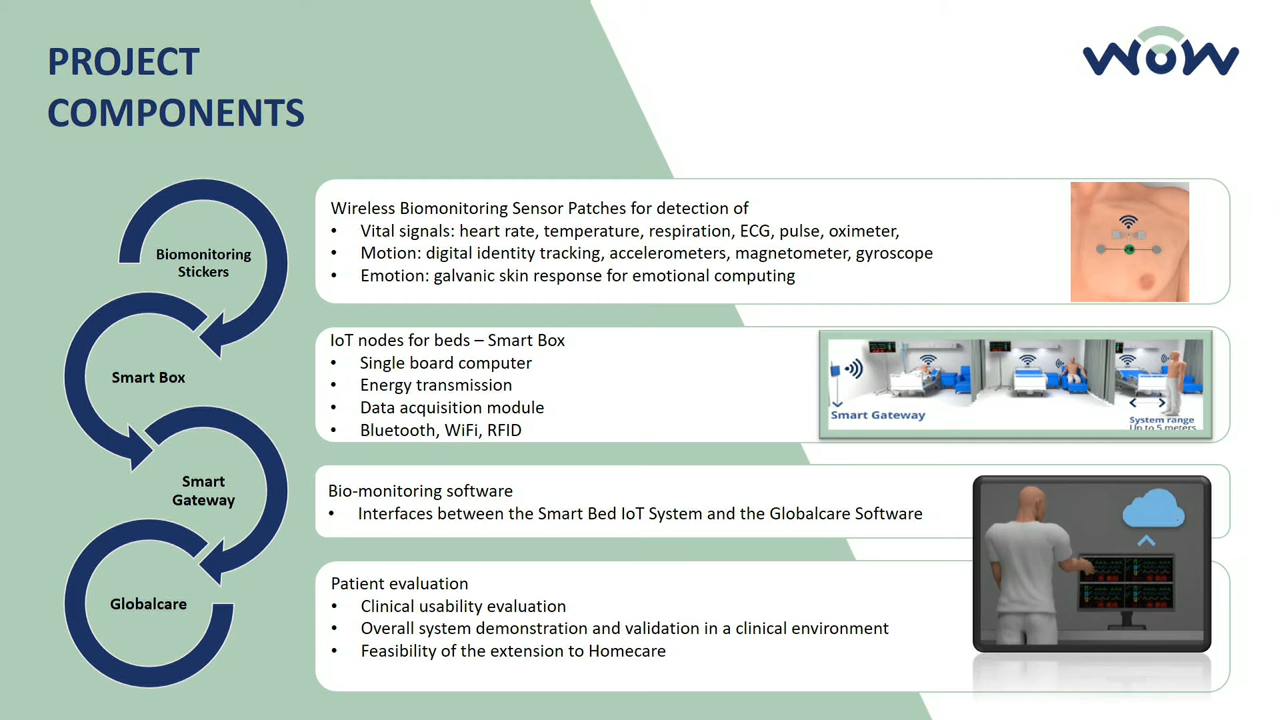 PROJECT
COMPONENTS
WoW
Biomonitoring
Stickers
Smart Box
Smart
Gateway
Globalcare
Wireless Biomonitoring Sensor Patches for detection of
• Vital signals: heart rate, temperature, respiration, ECG, pulse, oximeter,
• Motion: digital identity tracking, accelerometers, magnetometer, gyroscope
• Emotion: galvanic skin response for emotional computing
IoT nodes for beds – Smart Box
• Single board computer
• Energy transmission
• Data acquisition module
• Bluetooth, WiFi, RFID
Smart Gateway
System range
Up to 5 meters
Bio-monitoring software
• Interfaces between the Smart Bed IoT System and the Globalcare Software
Patient evaluation
• Clinical usability evaluation
• Overall system demonstration and validation in a clinical environment
• Feasibility of the extension to Homecare